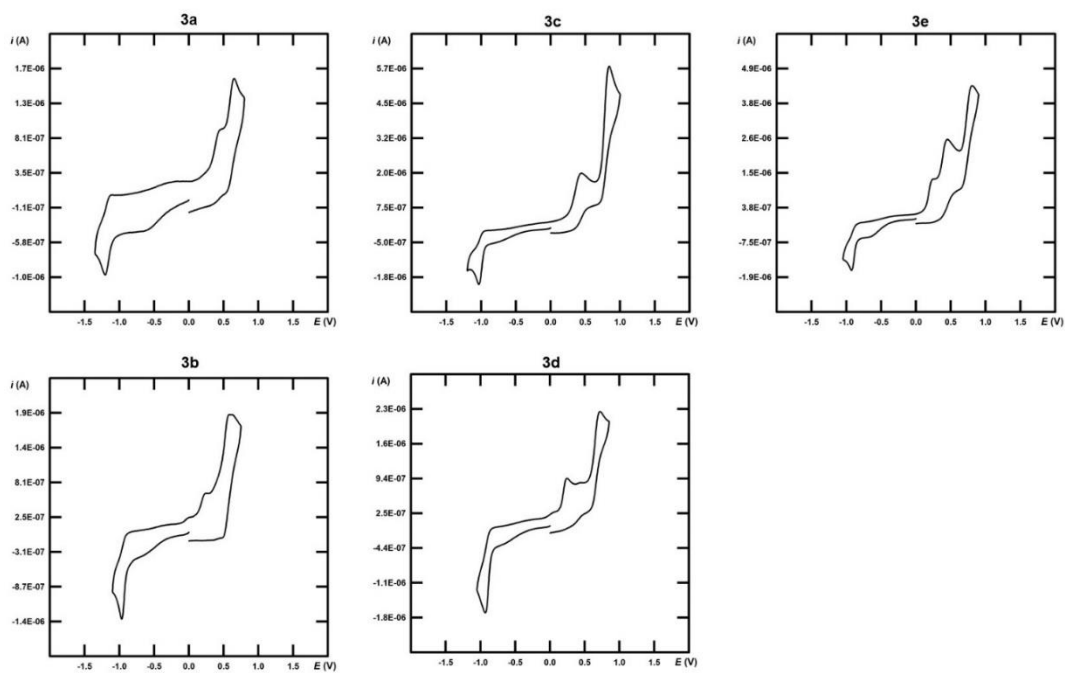 3a
i (A)
1.7E-06
1.3E-06
8.1E-07
3.5E-07
-1.1E-07
-5.8E-07
-1.0E-06
-1.5 -1.0 -0.5 0.0 0.5 1.0 1.5 E (V)
3c
i (A)
5.7E-06
4.5E-06
3.2E-06
2.0E-06
7.5E-07
-5.0E-07
-1.8E-06
-1.5 -1.0 -0.5 0.0 0.5 1.0 1.5 E (V)
3e
i (A)
4.9E-06
3.8E-06
2.6E-06
1.5E-06
3.8E-07
-7.5E-07
-1.9E-06
-1.5 -1.0 -0.5 0.0 0.5 1.0 1.5 E (V)
3b
i (A)
1.9E-06
1.4E-06
8.1E-07
2.5E-07
-3.1E-07
-8.7E-07
-1.4E-06
-1.5 -1.0 -0.5 0.0 0.5 1.0 1.5 E (V)
3d
i (A)
2.3E-06
1.6E-06
9.4E-07
2.5E-07
-4.4E-07
-1.1E-06
-1.8E-06
-1.5 -1.0 -0.5 0.0 0.5 1.0 1.5 E (V)